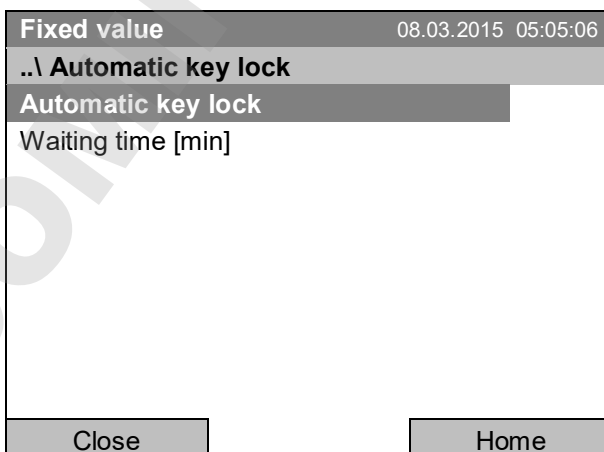 Fixed value 08.03.2015 05:05:06
..\ Automatic key lock
Automatic key lock
Waiting time [min]
Close Home